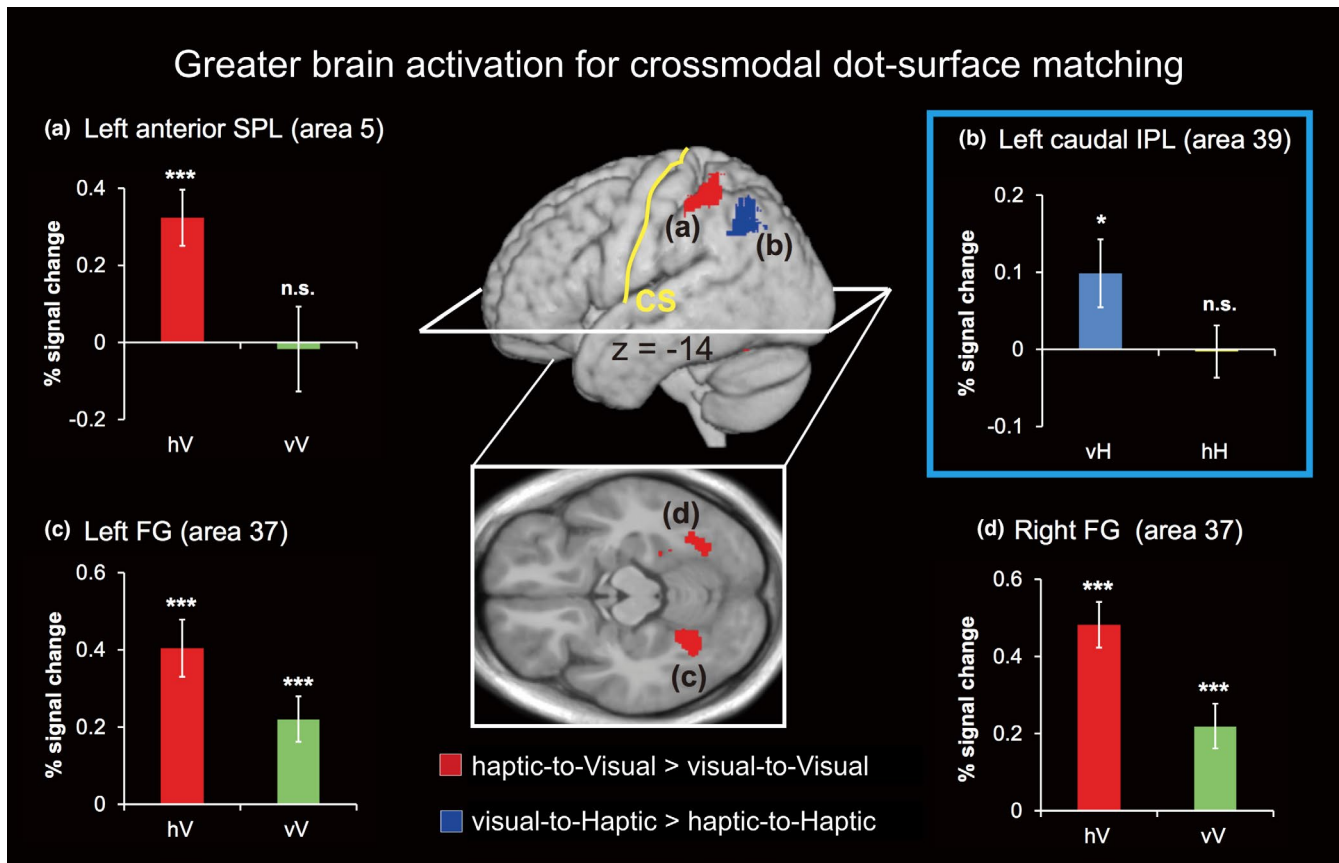 Greater brain activation for crossmodal dot-surface matching
(a) Left anterior SPL (area 5)
% signal change
0.4
0.2
0
-0.2
***
n.s.
hV
vV
(a)
(b)
CS
z = -14
(b) Left caudal IPL (area 39)
% signal change
0.2
0.1
0
-0.1
*
n.s.
vH
hH
(c) Left FG (area 37)
% signal change
0.6
0.4
0.2
0
***
***
hV
vV
(d)
(c)
haptic-to-Visual > visual-to-Visual
visual-to-Haptic > haptic-to-Haptic
(d) Right FG (area 37)
% signal change
0.6
0.4
0.2
0
***
***
hV
vV